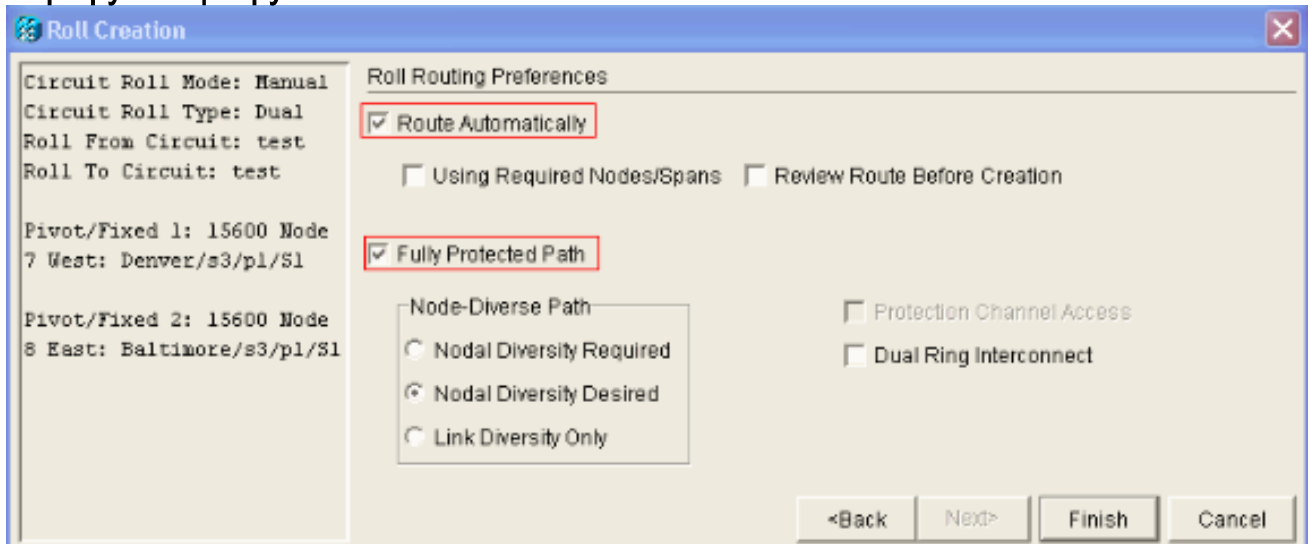 Roll Creation
Circuit Roll Mode: Manual
Circuit Roll Type: Dual
Roll From Circuit: test
Roll To Circuit: test
Pivot/Fixed 1: 15600 Node
7 West: Denver/s3/p1/S1
Pivot/Fixed 2: 15600 Node
8 East: Baltimore/s3/p1/S1
Roll Routing Preferences
Route Automatically
Using Required Nodes/Spans
Review Route Before Creation
Fully Protected Path
Node-Diverse Path
Nodal Diversity Required
Nodal Diversity Desired
Link Diversity Only
Protection Channel Access
Dual Ring Interconnect
<Back
Next>
Finish
Cancel